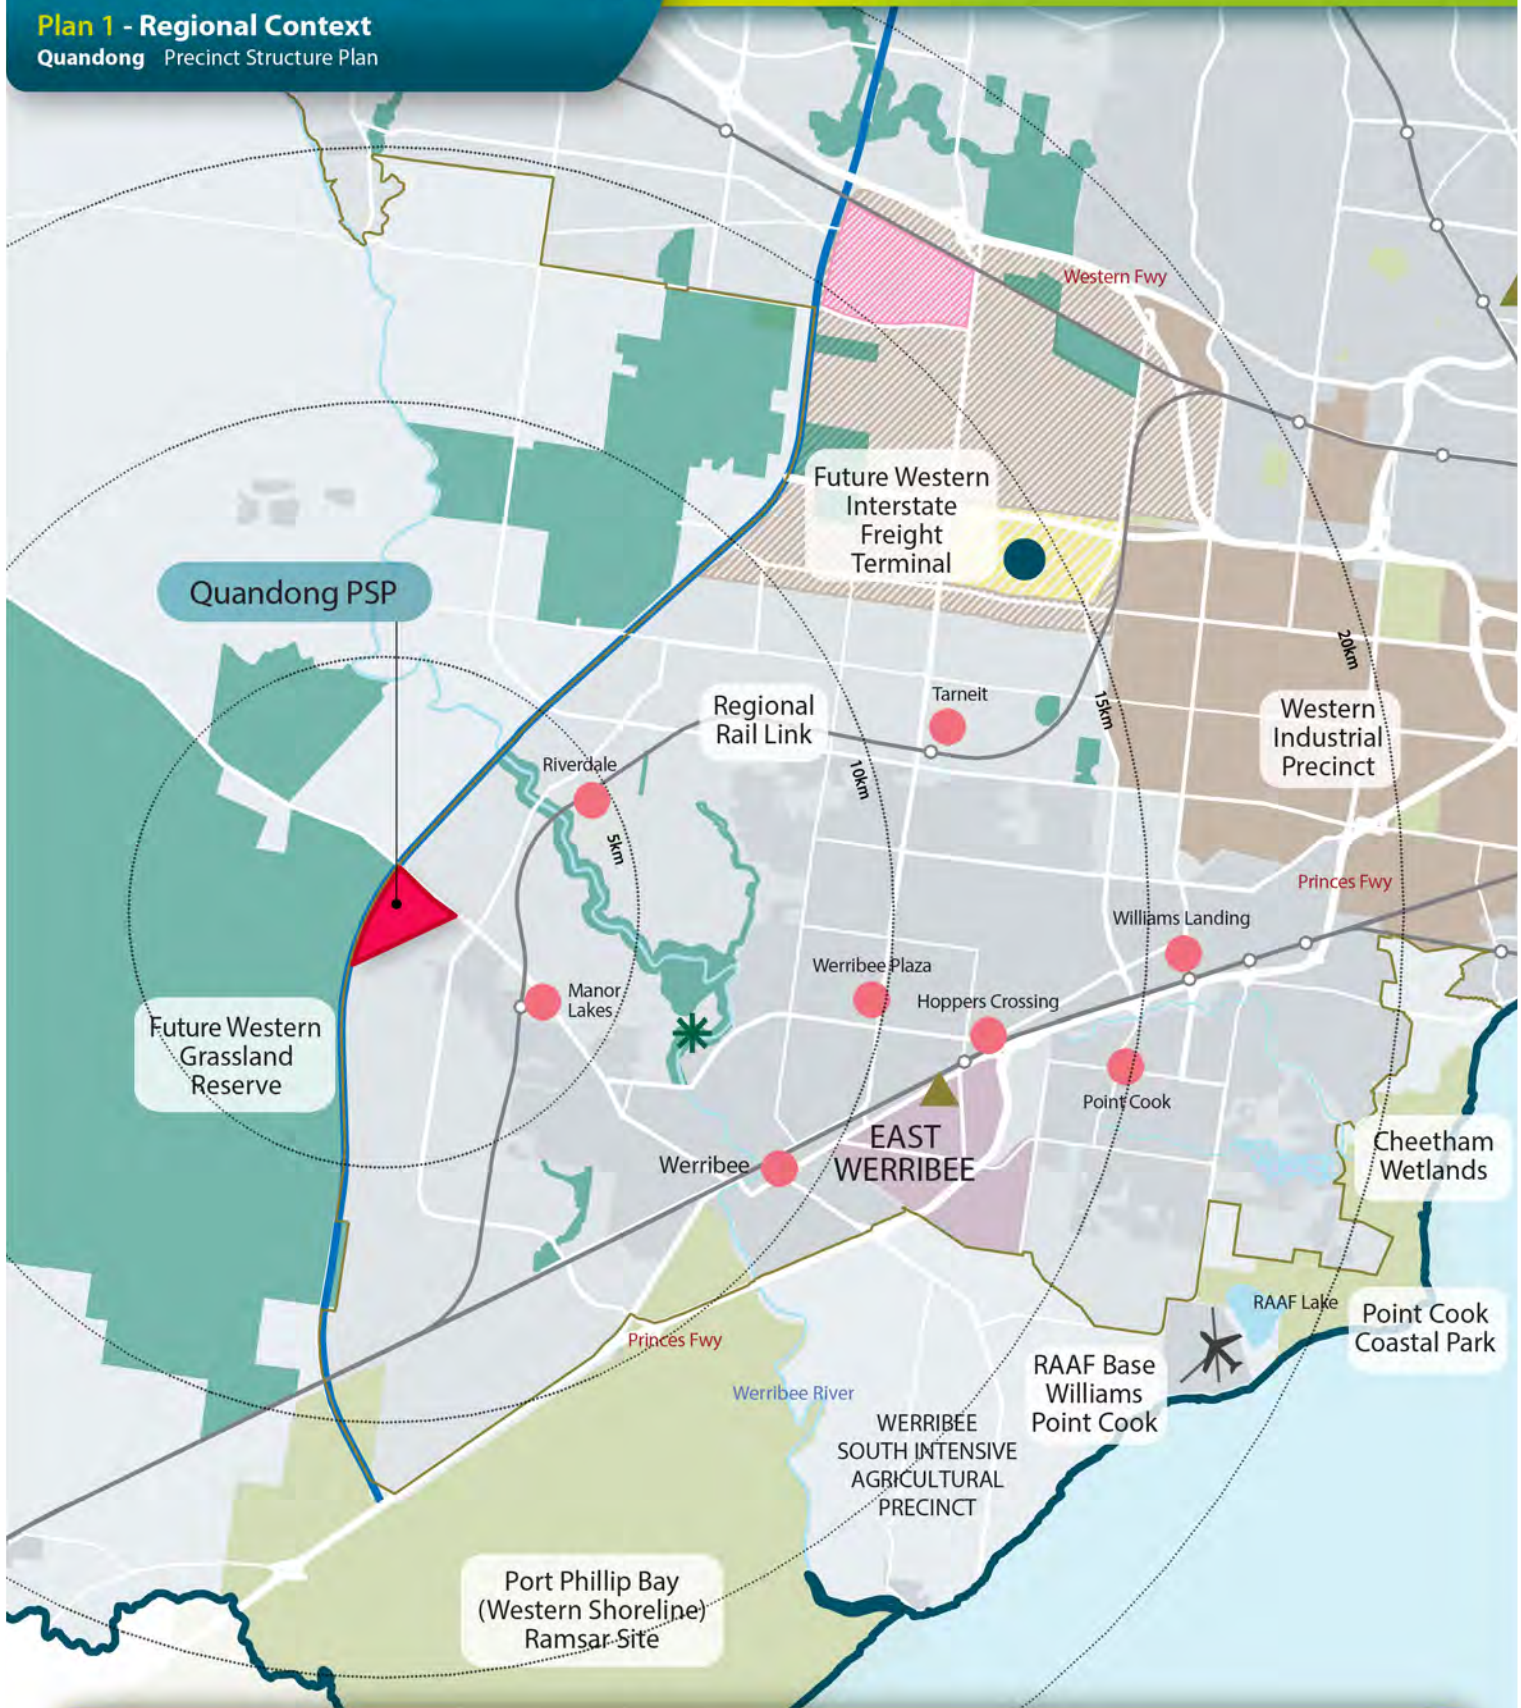 Plan 1 - Regional Context
Quandong Precinct Structure Plan
Western Fwy
Future Western
Interstate
Freight
Terminal
Quandong PSP
20km
Tarneit
15km
Regional
Rail Link
Western
Industrial
Precinct
Riverdale
10km
5km
Princes Fwy
Williams Landing
Werribee Plaza
Manor
Lakes
Hoppers Crossing
Future Western
Grassland
Reserve
Point Cook
EAST
WERRIBEE
Werribee
Cheetham
Wetlands
RAAF Lake
Point Cook
Coastal Park
Princes Fwy
RAAF Base
Williams
Point Cook
Werribee River
WERRIBEE
SOUTH INTENSIVE
AGRICULTURAL
PRECINCT
Port Phillip Bay
(Western Shoreline)
Ramsar Site